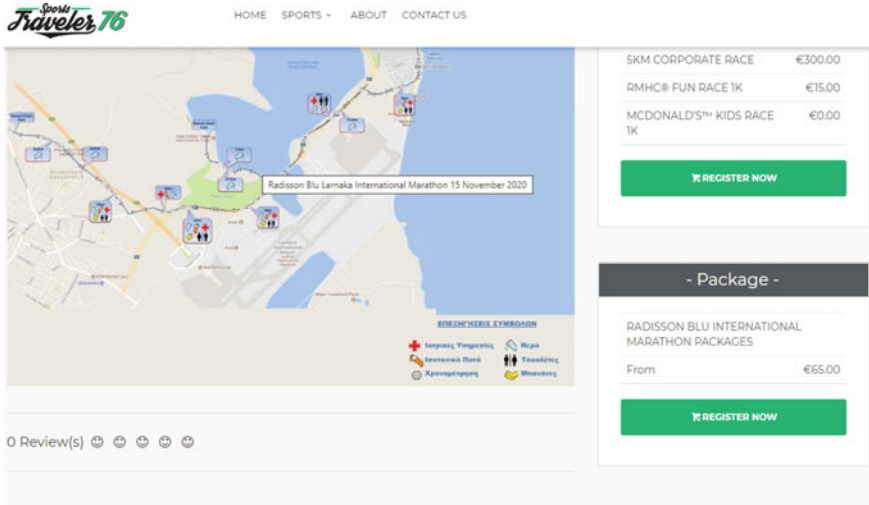 Sports
Traveler 76
HOME SPORTS ABOUT CONTACT US
5KM CORPORATE RACE €300.00
RMHC® FUN RACE 1K €15.00
MCDONALD'S™ KIDS RACE €0.00
1K
REGISTER NOW
Radisson Blu Larnaka International Marathon 15 November 2020
- Package -
RADISSON BLU INTERNATIONAL
MARATHON PACKAGES
From €65.00
REGISTER NOW
ΕΠΕΞΗΓΗΣΕΙΣ ΣΥΜΒΟΛΩΝ
Ιατρικές Υπηρεσίες Νερό
Ισοτονικό Ποτό Τουαλέτες
Χρονομέτρηση Μπανάνες
0 Review(s)